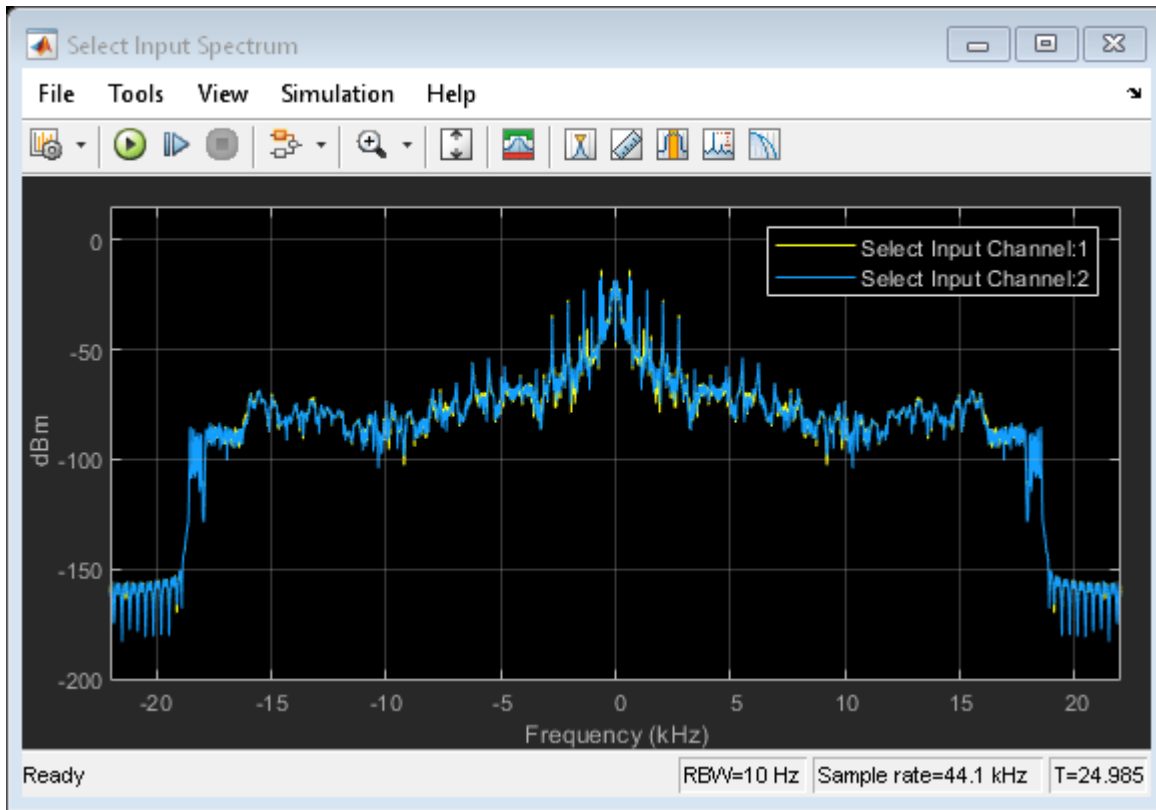 Select Input Spectrum
File Tools View Simulation Help
0
-50
-100
-150
-200
dBm
Select Input Channel:1
Select Input Channel:2
-20 -15 -10 -5 0 5 10 15 20
Frequency (kHz)
Ready RBW=10 Hz Sample rate=44.1 kHz T=24.985